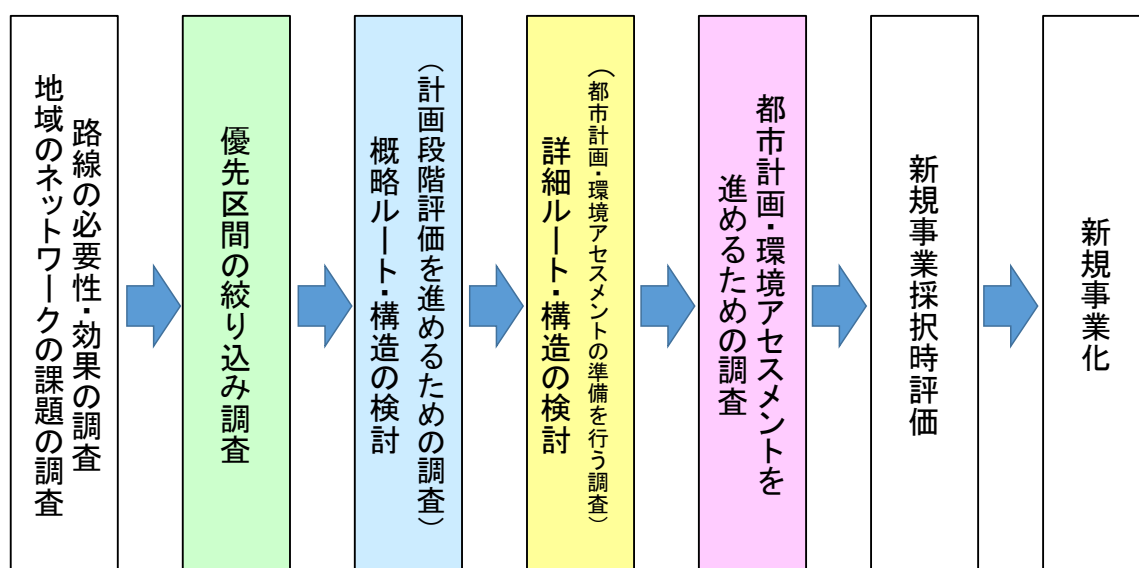 路線の必要性・効果の調査
地域のネットワークの課題の調査
優先区間の絞り込み調査
（計画段階評価を進めるための調査）
概略ルート・構造の検討
（都市計画・環境アセスメントの準備を行う調査）
詳細ルート・構造の検討
都市計画・環境アセスメントを
進めるための調査
新規事業採択時評価
新規事業化